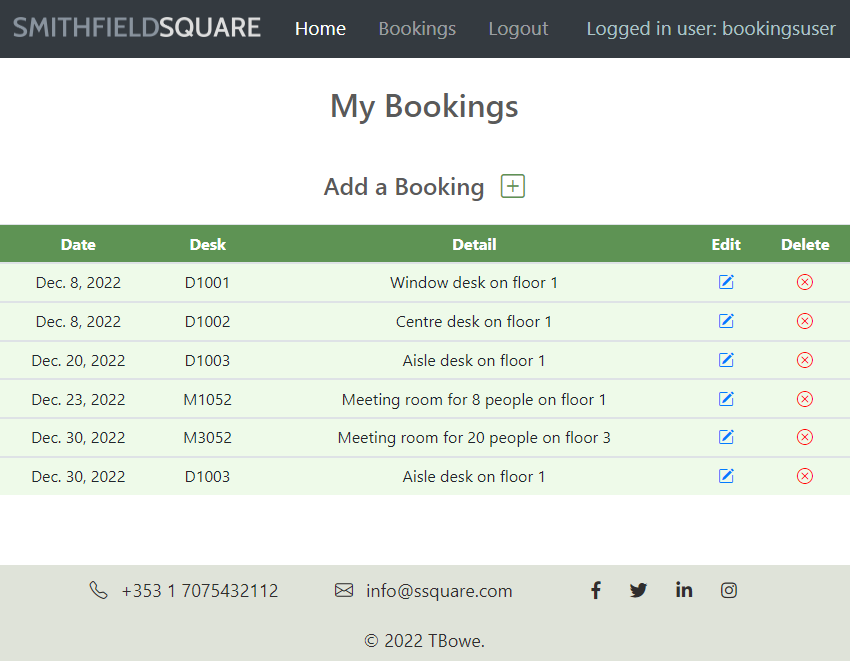 SMITHFIELDSQUARE Home Bookings Logout Logged in user: bookingsuser
My Bookings
Add a Booking
Date Desk Detail Edit Delete
Dec. 8, 2022 D1001 Window desk on floor 1
Dec. 8, 2022 D1002 Centre desk on floor 1
Dec. 20, 2022 D1003 Aisle desk on floor 1
Dec. 23, 2022 M1052 Meeting room for 8 people on floor 1
Dec. 30, 2022 M3052 Meeting room for 20 people on floor 3
Dec. 30, 2022 D1003 Aisle desk on floor 1
+353 1 7075432112 info@ssquare.com
© 2022 TBowe.